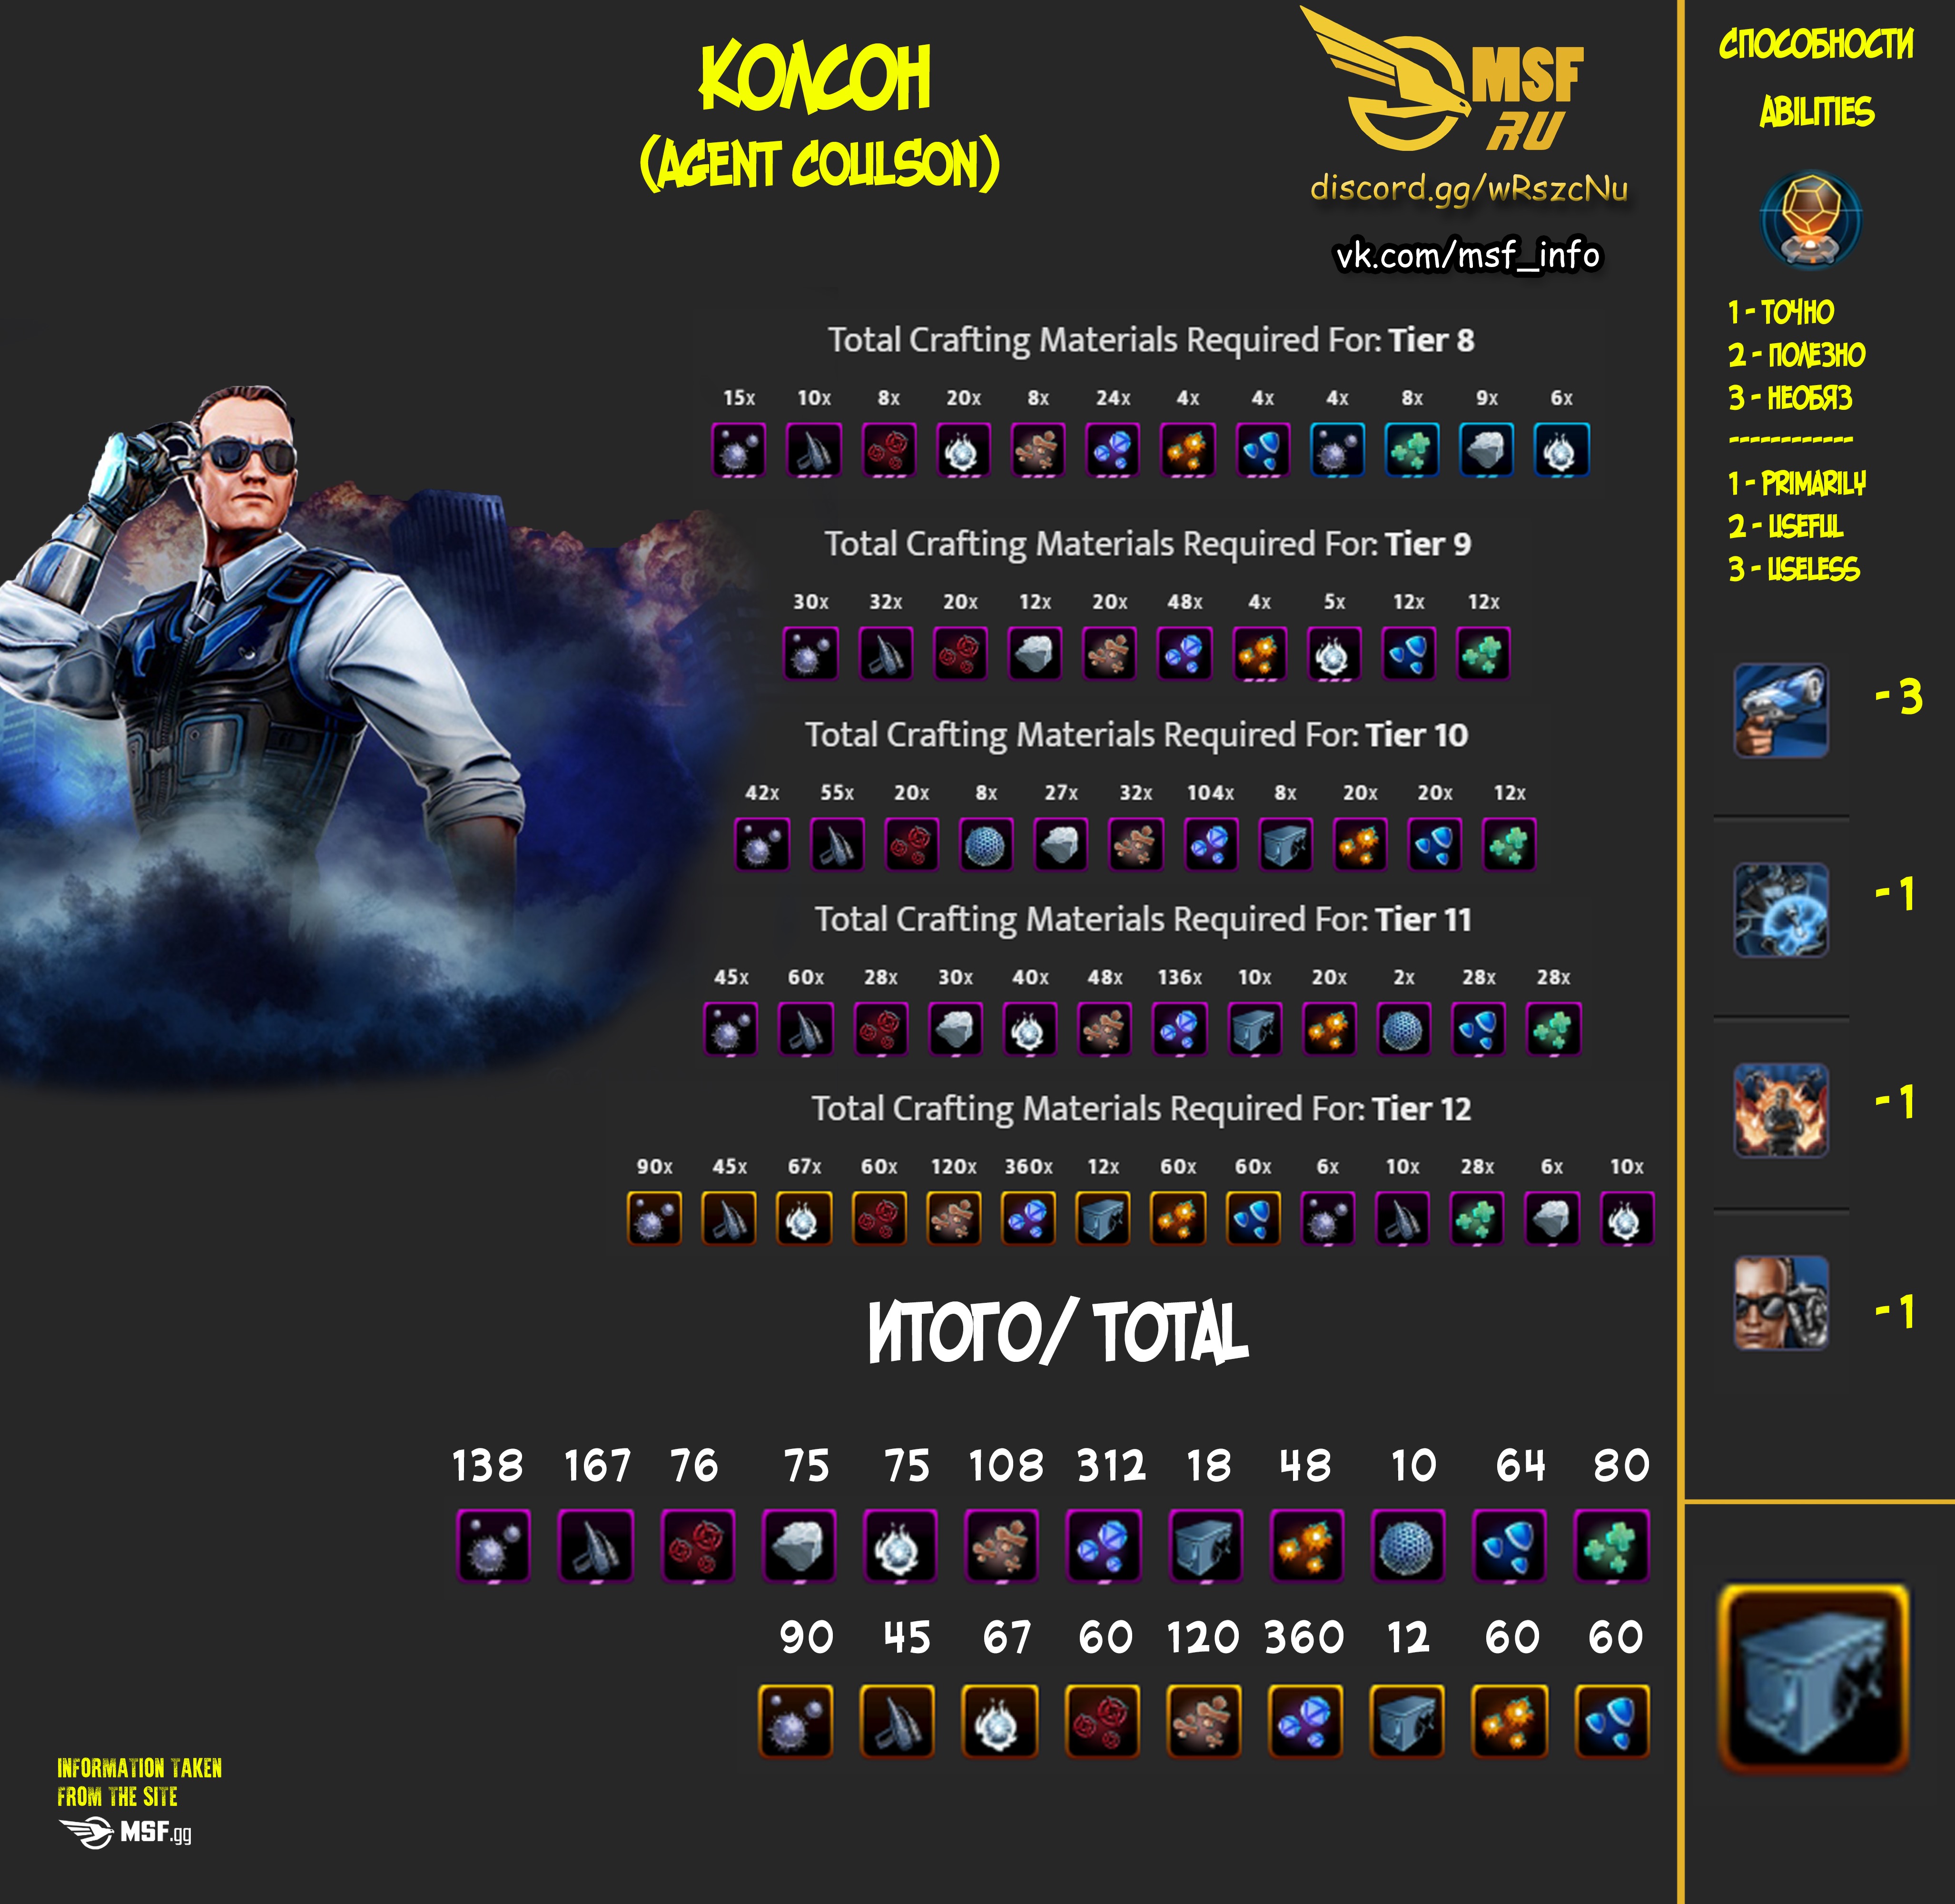 КОЛСОН
(AGENT COULSON)
MSF
RU
discord.gg/wRszcNu
vk.com/msf_info
Total Crafting Materials Required For: Tier 8
15x 10x 8x 20x 8x 24x 4x 4x 4x 8x 9x 6x
Total Crafting Materials Required For: Tier 9
30x 32x 20x 12x 20x 48x 4x 5x 12x 12x
Total Crafting Materials Required For: Tier 10
42x 55x 20x 8x 27x 32x 104x 8x 20x 20x 12x
Total Crafting Materials Required For: Tier 11
45x 60x 28x 30x 40x 48x 136x 10x 20x 2x 28x 28x
Total Crafting Materials Required For: Tier 12
90x 45x 67x 60x 120x 360x 12x 60x 60x 6x 10x 28x 6x 10x
ИТОГО/ TOTAL
138 167 76 75 75 108 312 18 48 10 64 80
90 45 67 60 120 360 12 60 60
INFORMATION TAKEN
FROM THE SITE
MSF.gg
СПОСОБНОСТИ
ABILITIES
1 - ТОЧНО
2 - ПОЛЕЗНО
3 - НЕОБЯЗ
------------
1 - PRIMARILY
2 - USEFUL
3 - USELESS
- 3
- 1
- 1
- 1